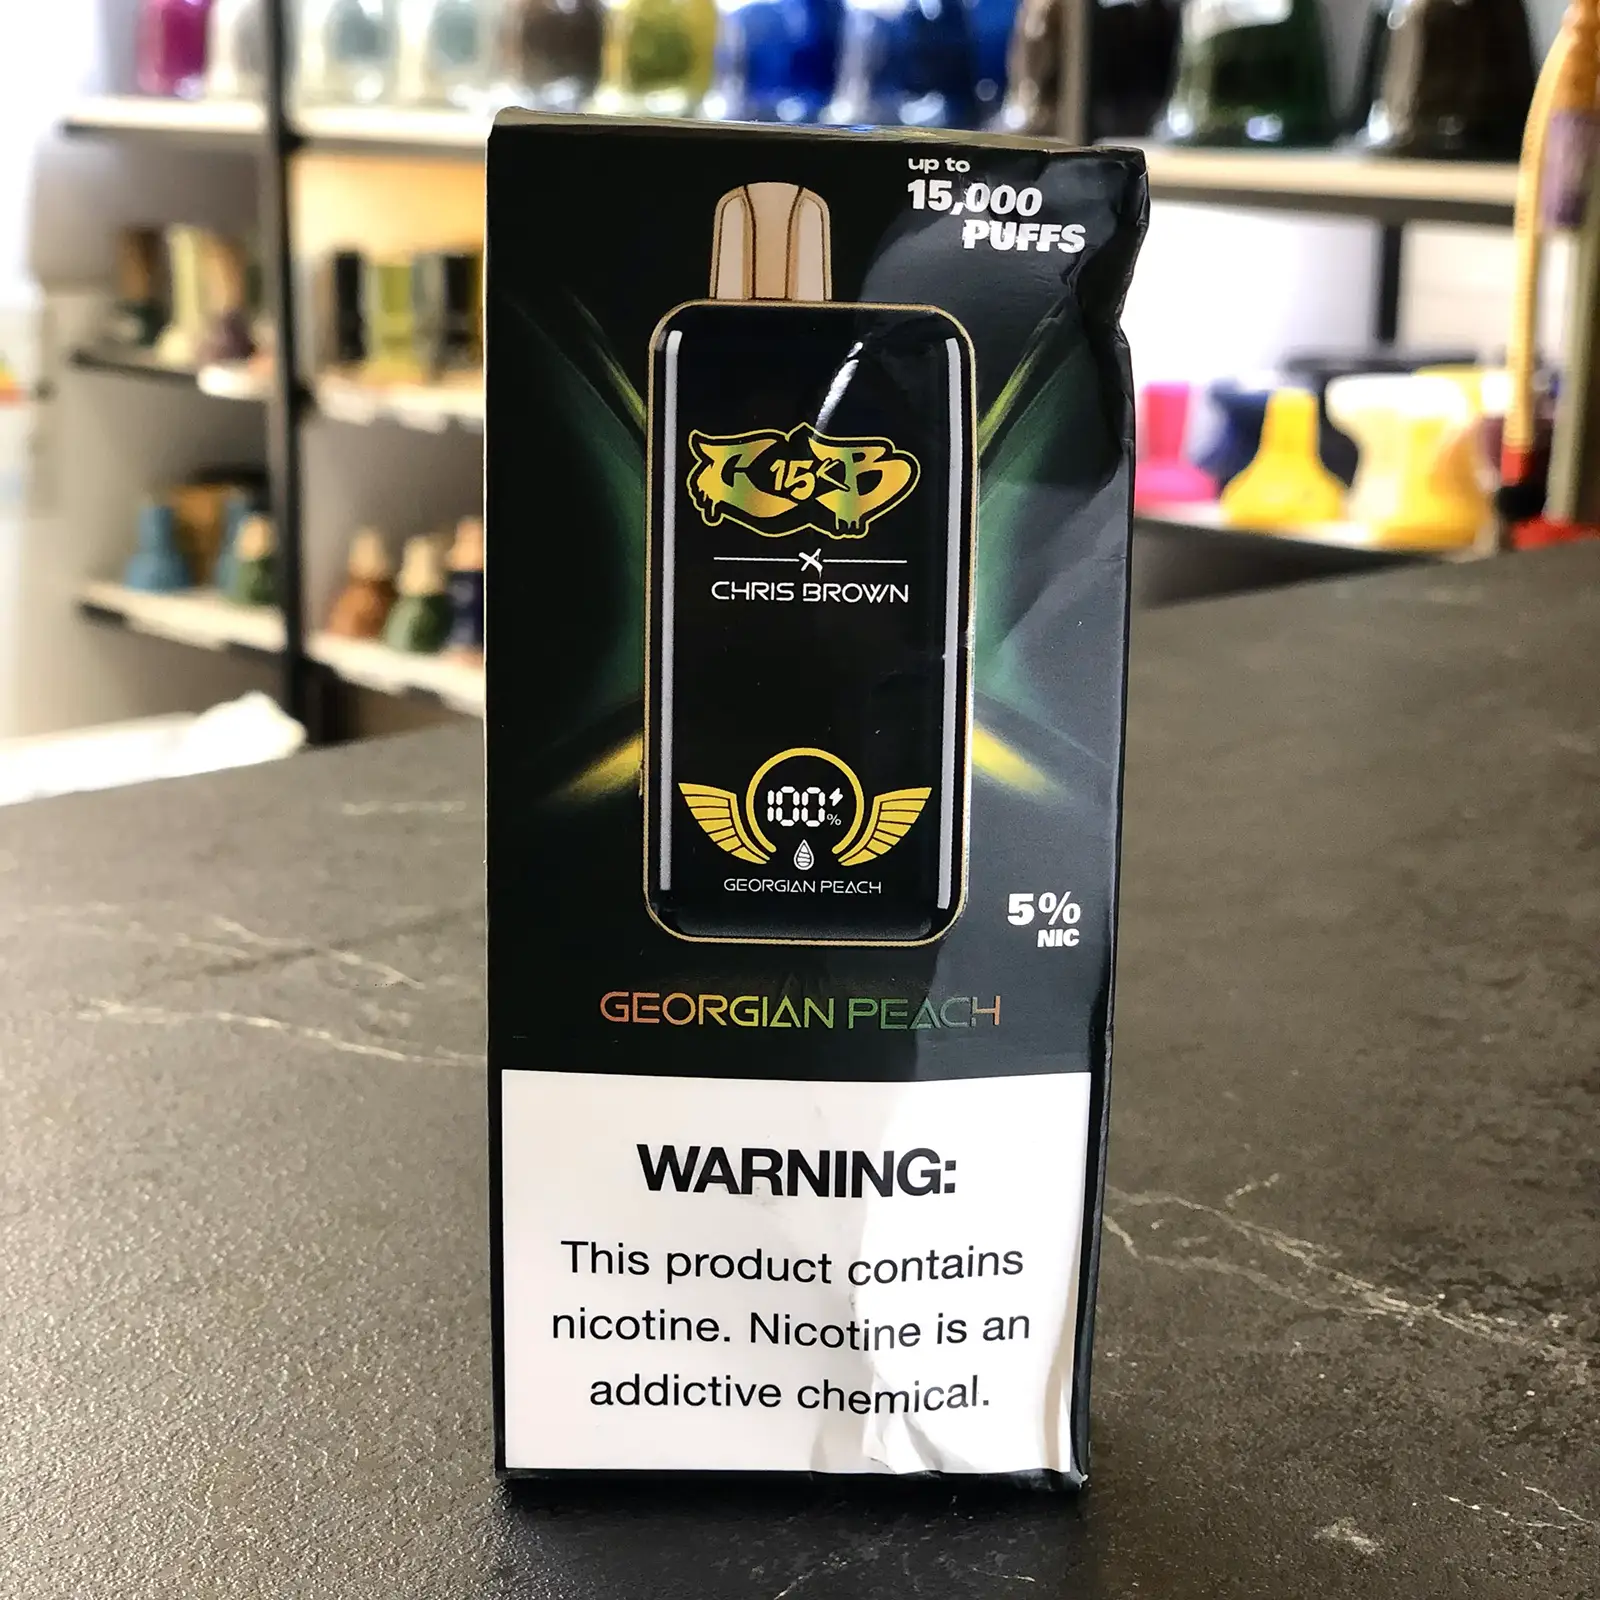 up to
15,000
PUFFS
C 15K B
X
CHRIS BROWN
100%
GEORGIAN PEACH
5%
NIC
GEORGIAN PEACH
WARNING:
This product contains
nicotine. Nicotine is an
addictive chemical.